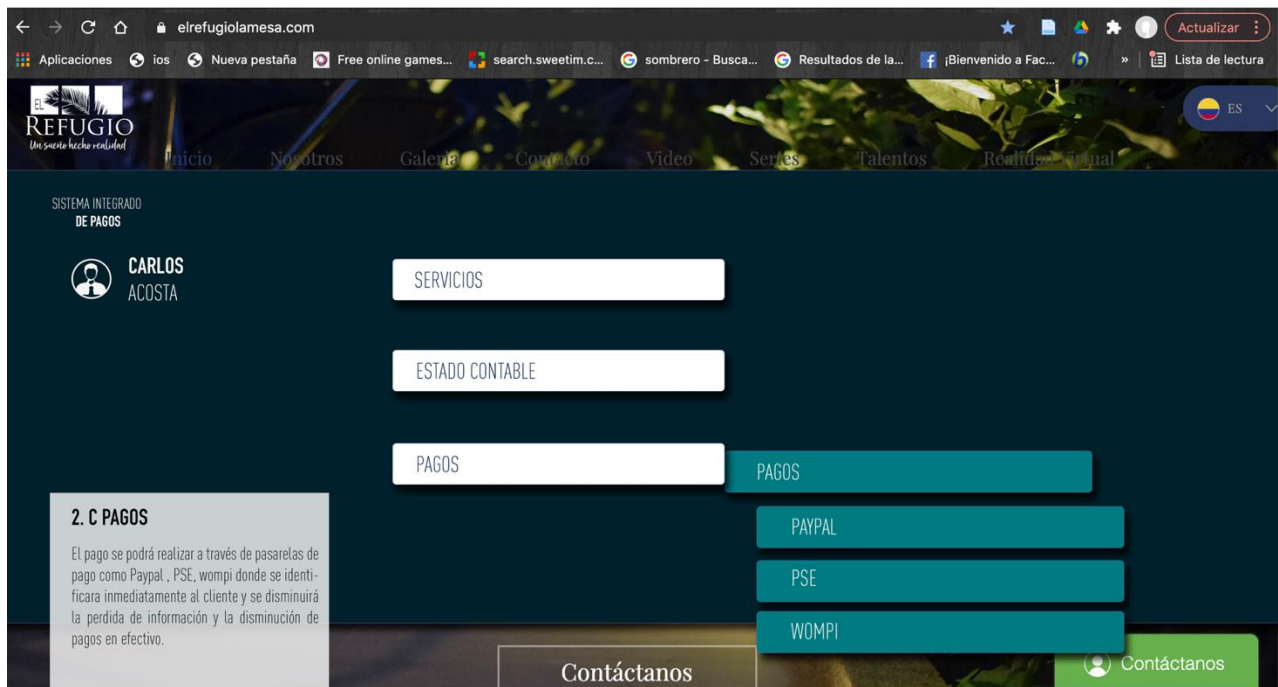 elrefugiolamesa.com
Actualizar
Aplicaciones
ios
Nueva pestaña
Free online games...
search.sweetim.c...
sombrero - Busca...
Resultados de la...
¡Bienvenido a Fac...
»
Lista de lectura
EL
REFUGIO
Un sueño hecho realidad
ES
Inicio
Nosotros
Galeria
Contacto
Video
Series
Talentos
Realidad Virtual
SISTEMA INTEGRADO
DE PAGOS
CARLOS
ACOSTA
SERVICIOS
ESTADO CONTABLE
PAGOS
PAGOS
PAYPAL
PSE
WOMPI
2. C PAGOS
El pago se podrá realizar a través de pasarelas de
pago como Paypal , PSE, wompi donde se identi-
ficara inmediatamente al cliente y se disminuirá
la perdida de información y la disminución de
pagos en efectivo.
Contáctanos
Contáctanos